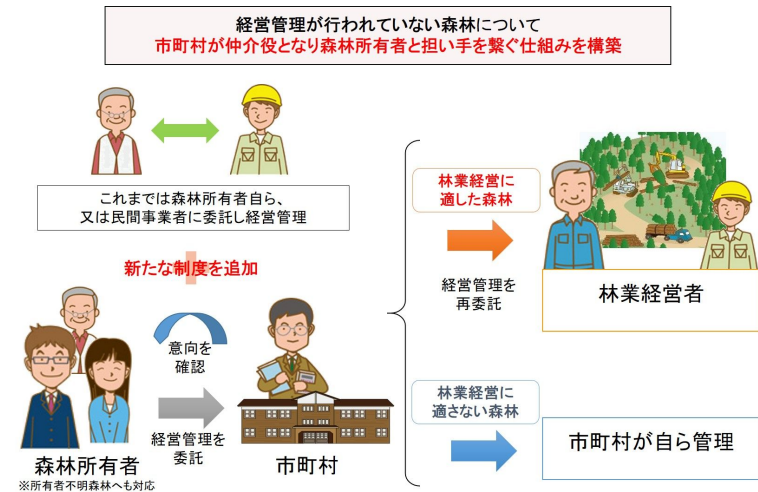 経営管理が行われていない森林について
市町村が仲介役となり森林所有者と担い手を繋ぐ仕組みを構築
これまでは森林所有者自ら、
又は民間事業者に委託し経営管理
新たな制度を追加
意向を
確認
経営管理を
委託
森林所有者
※所有者不明森林へも対応
市町村
林業経営に
適した森林
経営管理を
再委託
林業経営者
林業経営に
適さない森林
市町村が自ら管理